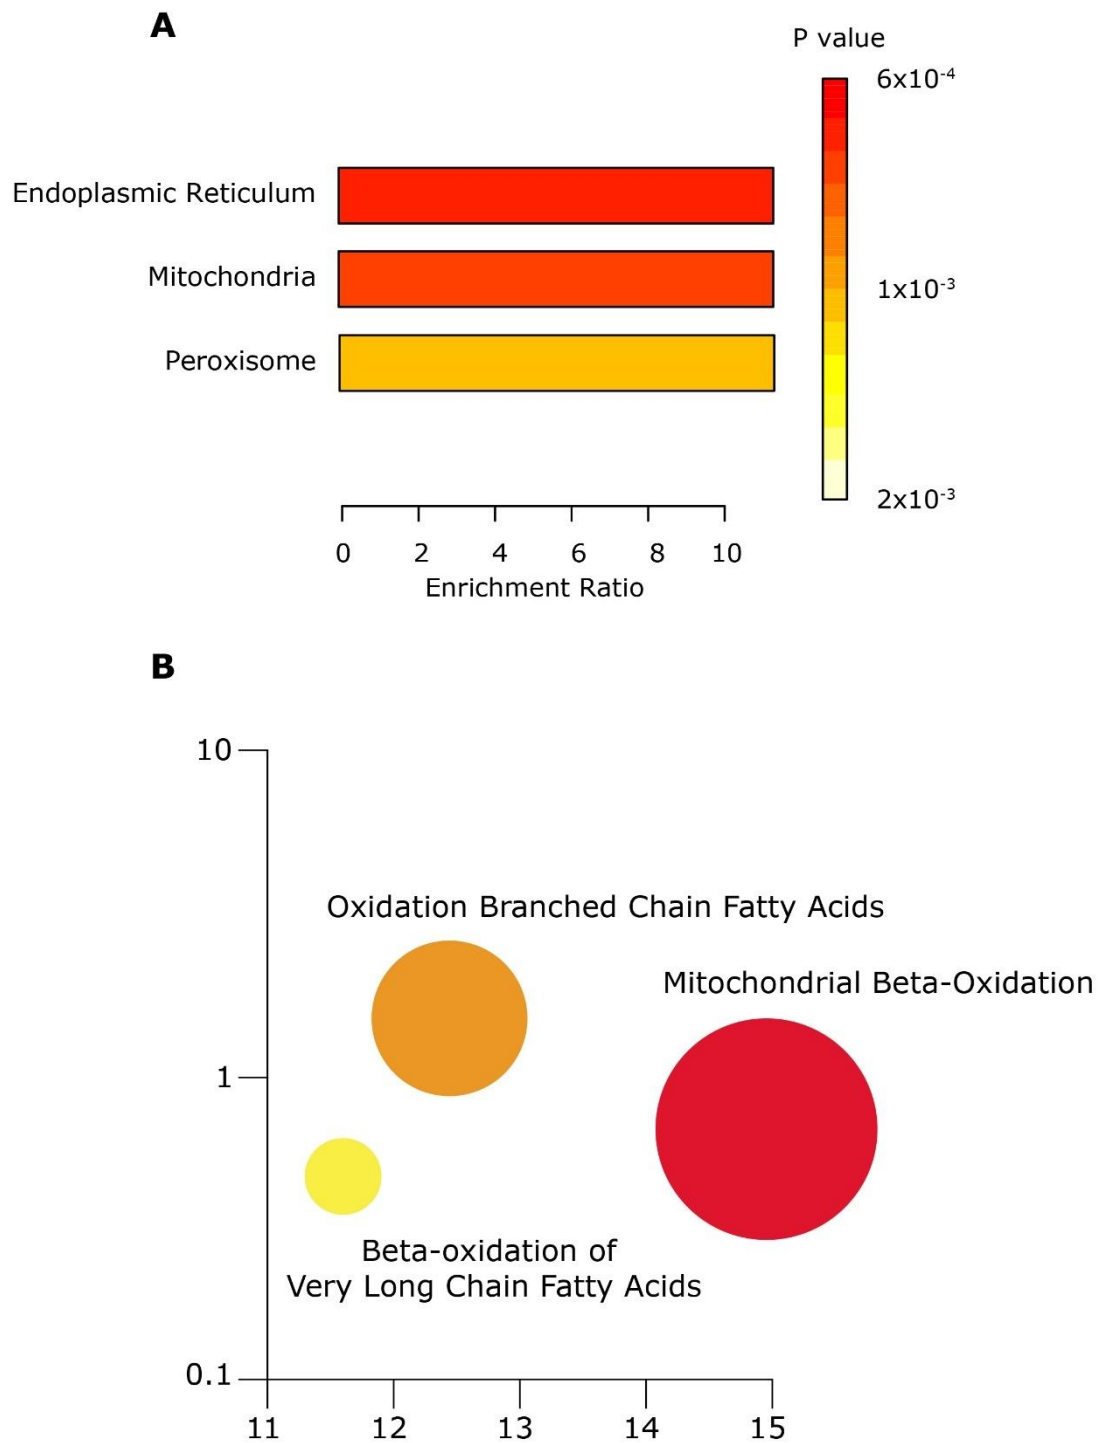 A
P value
6x10⁻⁴
Endoplasmic Reticulum
Mitochondria
1x10⁻³
Peroxisome
2x10⁻³
0 2 4 6 8 10
Enrichment Ratio
B
10
Oxidation Branched Chain Fatty Acids
Mitochondrial Beta-Oxidation
1
Beta-oxidation of
Very Long Chain Fatty Acids
0.1
11 12 13 14 15